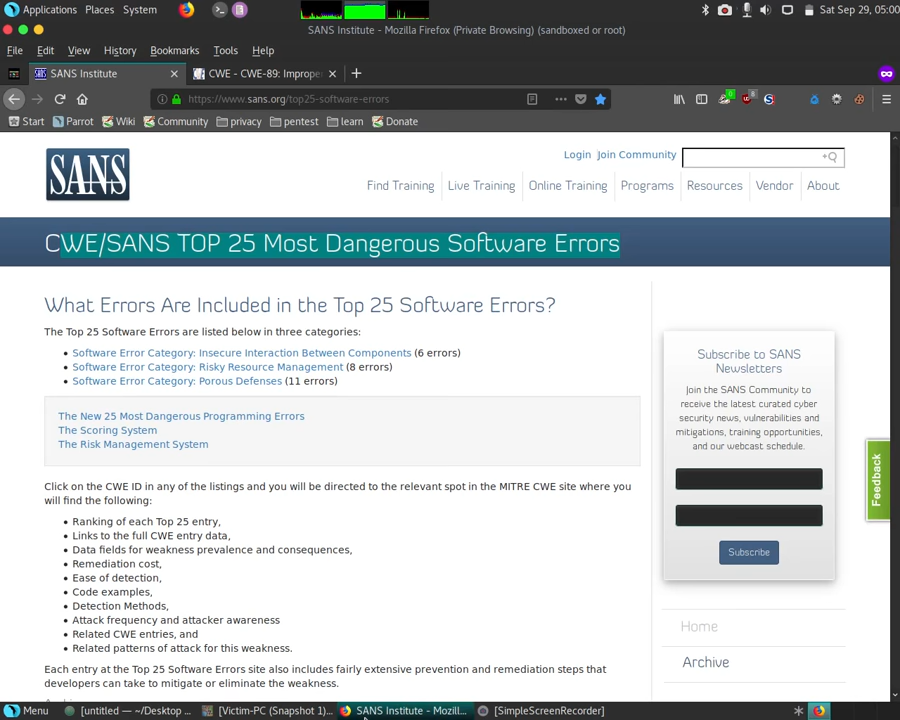 Applications Places System
Sat Sep 29, 05:00
SANS Institute - Mozilla Firefox (Private Browsing) (sandboxed or root)
File Edit View History Bookmarks Tools Help
SANS Institute
CWE - CWE-89: Improper
https://www.sans.org/top25-software-errors
0
8
Start Parrot Wiki Community privacy pentest learn Donate
SANS
Login Join Community
Find Training Live Training Online Training Programs Resources Vendor About
CWE/SANS TOP 25 Most Dangerous Software Errors
What Errors Are Included in the Top 25 Software Errors?
The Top 25 Software Errors are listed below in three categories:
Software Error Category: Insecure Interaction Between Components (6 errors)
Software Error Category: Risky Resource Management (8 errors)
Software Error Category: Porous Defenses (11 errors)
The New 25 Most Dangerous Programming Errors
The Scoring System
The Risk Management System
Click on the CWE ID in any of the listings and you will be directed to the relevant spot in the MITRE CWE site where you
will find the following:
Ranking of each Top 25 entry,
Links to the full CWE entry data,
Data fields for weakness prevalence and consequences,
Remediation cost,
Ease of detection,
Code examples,
Detection Methods,
Attack frequency and attacker awareness
Related CWE entries, and
Related patterns of attack for this weakness.
Each entry at the Top 25 Software Errors site also includes fairly extensive prevention and remediation steps that
developers can take to mitigate or eliminate the weakness.
Subscribe to SANS
Newsletters
Join the SANS Community to
receive the latest curated cyber
security news, vulnerabilities and
mitigations, training opportunities,
and our webcast schedule.
Subscribe
Feedback
Home
Archive
Menu
[untitled — ~/Desktop ...
[Victim-PC (Snapshot 1)...
SANS Institute - Mozill...
[SimpleScreenRecorder]